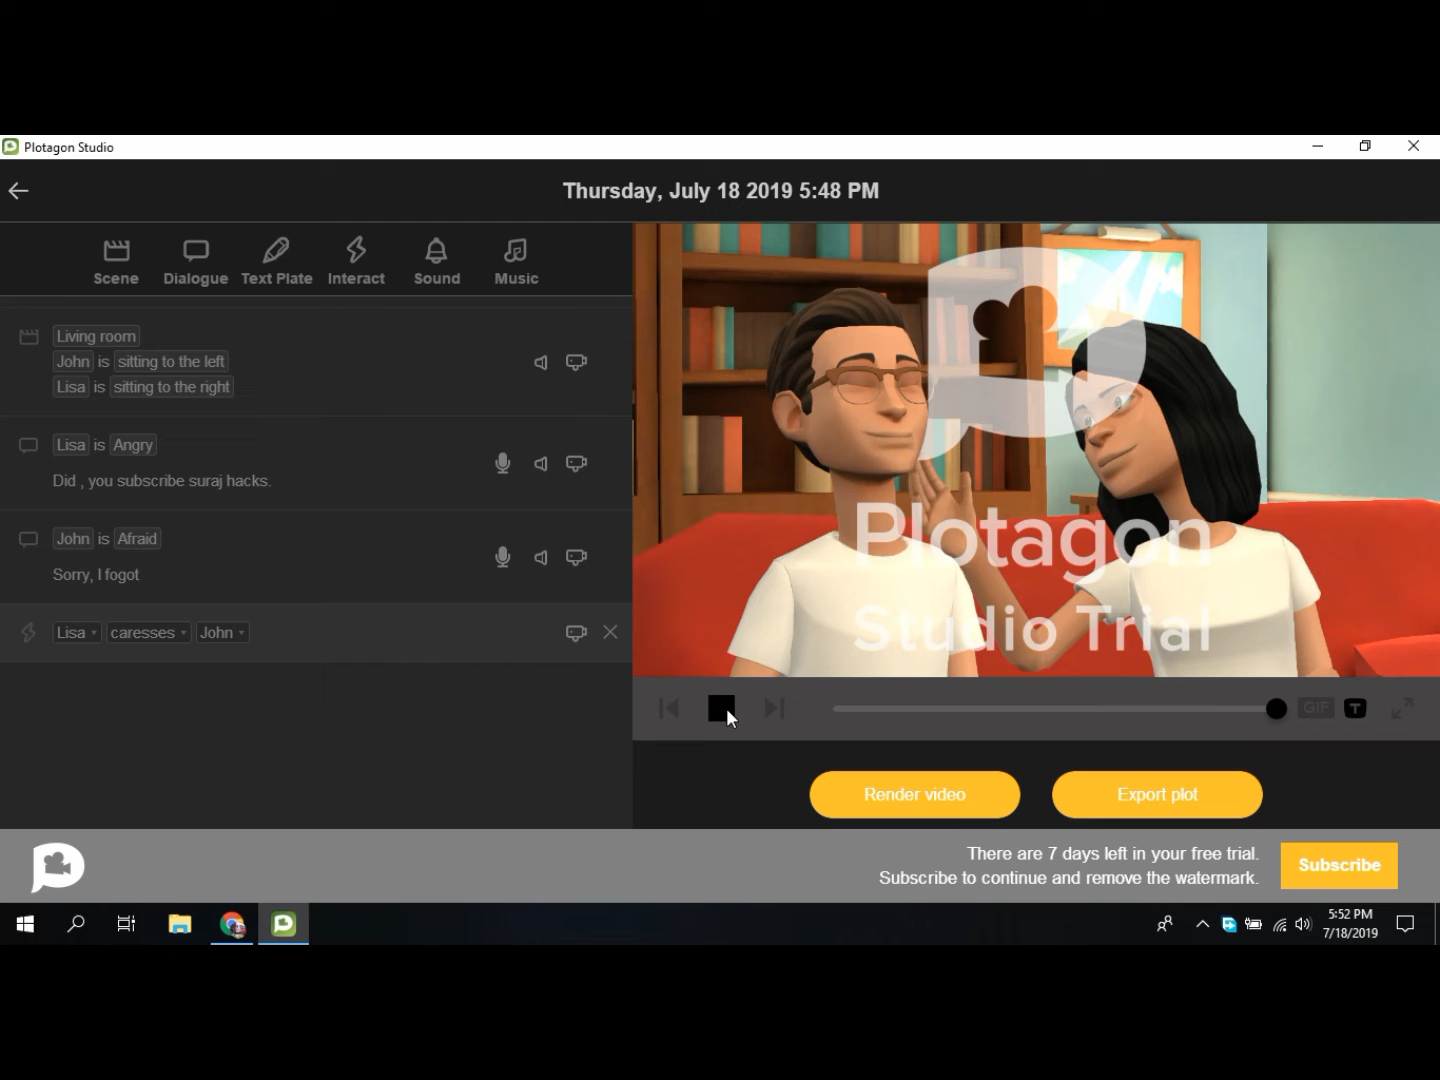 Plotagon Studio
Thursday, July 18 2019 5:48 PM
Scene Dialogue Text Plate Interact Sound Music
Living room
John is sitting to the left
Lisa is sitting to the right
Lisa is Angry
Did , you subscribe suraj hacks.
John is Afraid
Sorry, I fogot
Lisa caresses John
Plotagon
Studio Trial
GIF T
Render video Export plot
There are 7 days left in your free trial.
Subscribe to continue and remove the watermark.
Subscribe
5:52 PM
7/18/2019